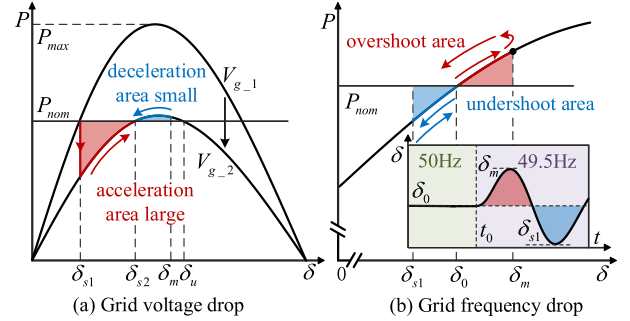 P
P_max
deceleration
area small
V_g_1
P_nom
V_g_2
acceleration
area large
δ_s1
δ_s2
δ_m
δ_u
δ
(a) Grid voltage drop
P
overshoot area
P_nom
undershoot area
δ
50Hz
δ_m
49.5Hz
δ_0
t_0
δ_s1
t
0
δ_s1
δ_0
δ_m
δ
(b) Grid frequency drop